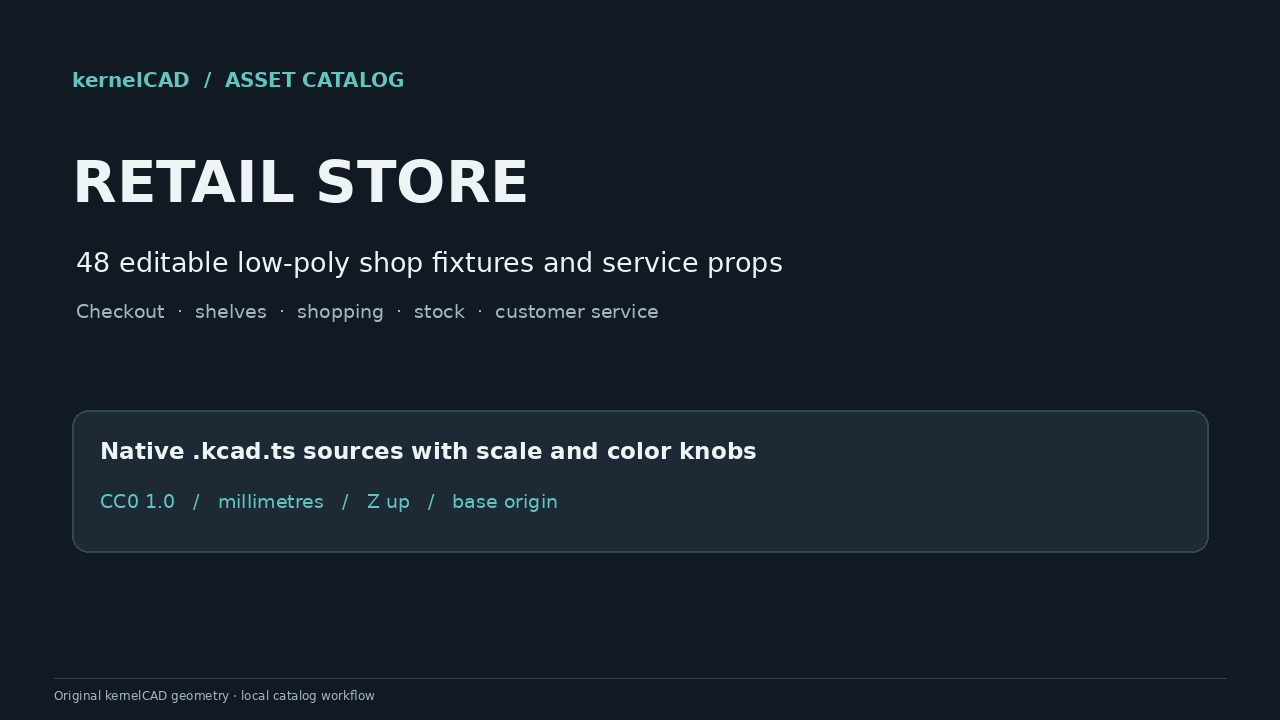 kernelCAD / ASSET CATALOG
RETAIL STORE
48 editable low-poly shop fixtures and service props
Checkout · shelves · shopping · stock · customer service
Native .kcad.ts sources with scale and color knobs
CC0 1.0 / millimetres / Z up / base origin
Original kernelCAD geometry · local catalog workflow